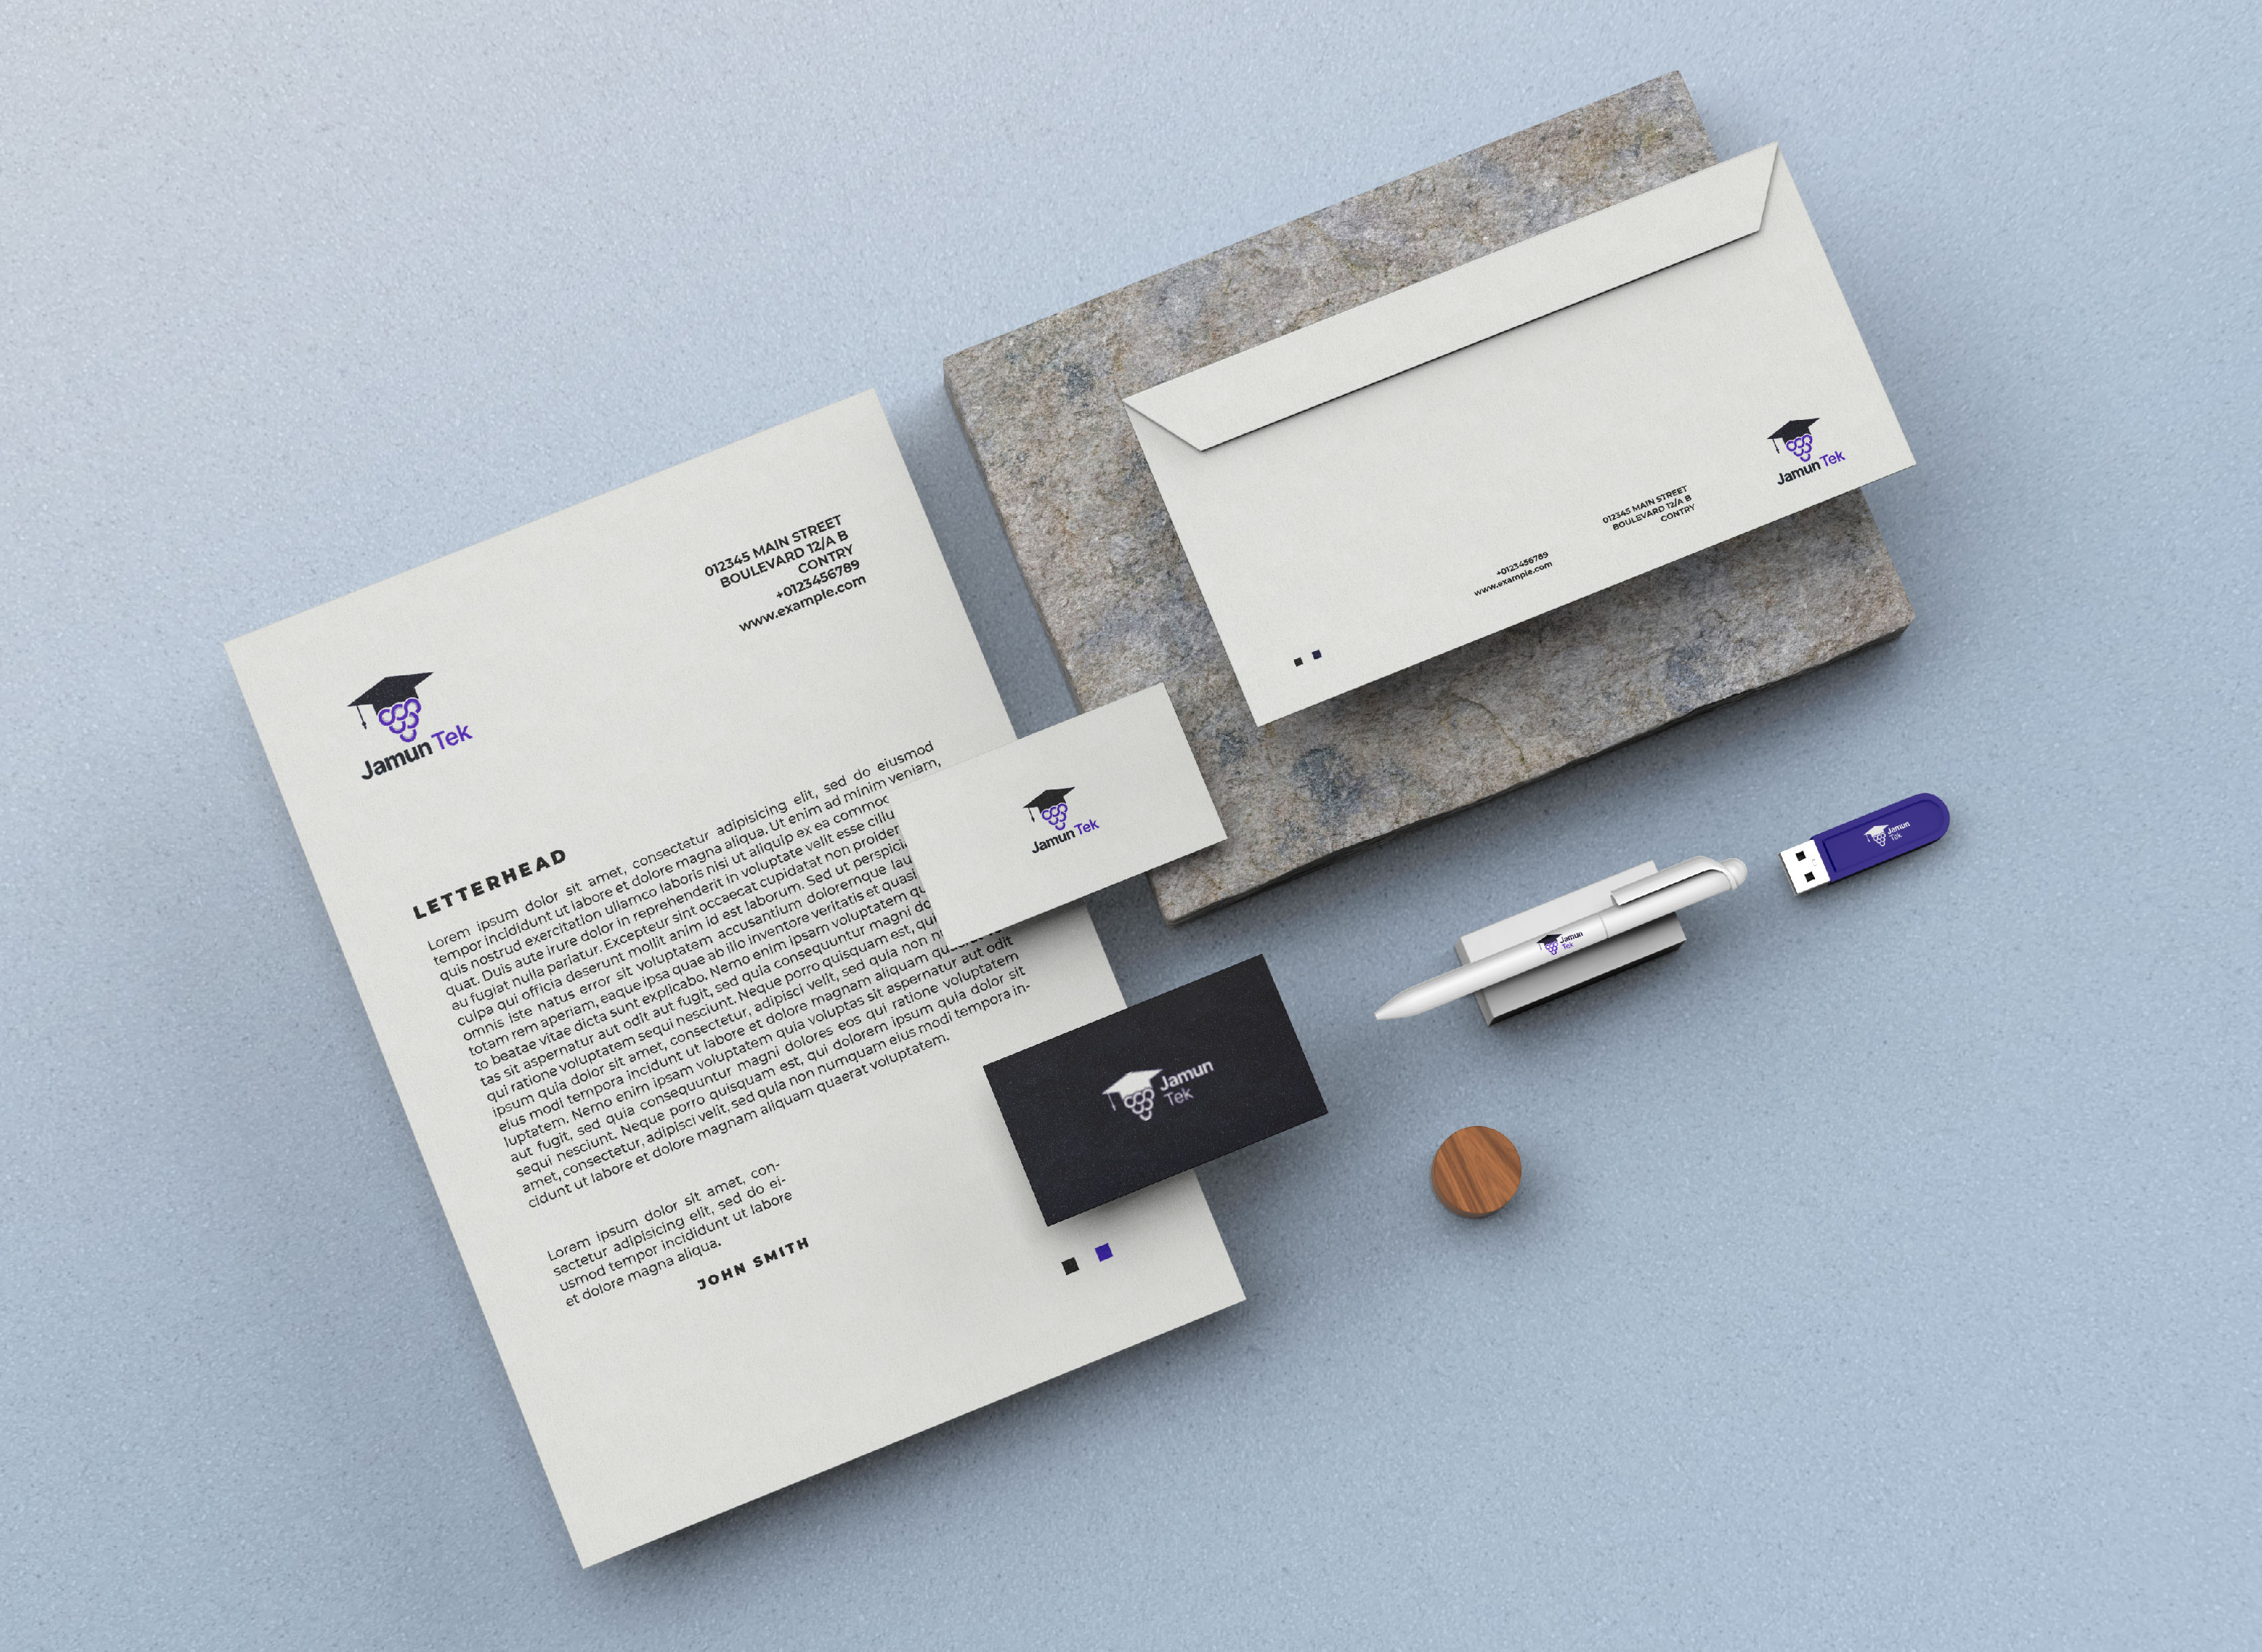 012345 MAIN STREET
BOULEVARD 12/A B
CONTRY
+0123456789
www.example.com
Jamun Tek
LETTERHEAD
Lorem ipsum dolor sit amet, consectetur adipisicing elit, sed do eiusmod
tempor incididunt ut labore et dolore magna aliqua. Ut enim ad minim veniam,
quis nostrud exercitation ullamco laboris nisi ut aliquip ex ea
quat. Duis aute irure dolor in reprehenderit in voluptate velit esse
eu fugiat nulla pariatur. Excepteur sint occaecat cupidatat non
culpa qui officia deserunt mollit anim id est laborum. Sed ut
omnis iste natus error sit voluptatem accusantium doloremque
totam rem aperiam, eaque ipsa quae ab illo inventore veritatis et quasi
to beatae vitae dicta sunt explicabo. Nemo enim ipsam voluptatem
tas sit aspernatur aut odit aut fugit, sed quia consequuntur magni
qui ratione voluptatem sequi nesciunt. Neque porro quisquam est, qui
ipsum quia dolor sit amet, consectetur, adipisci velit, sed quia non
eius modi tempora incidunt ut labore et dolore magnam aliquam
luptatem. Nemo enim ipsam voluptatem quia voluptas sit aspernatur aut odit
aut fugit, sed quia consequuntur magni dolores eos qui ratione voluptatem
sequi nesciunt. Neque porro quisquam est, qui dolorem ipsum quia dolor sit
amet, consectetur, adipisci velit, sed quia non numquam eius modi tempora in-
cidunt ut labore et dolore magnam aliquam quaerat voluptatem.
Lorem ipsum dolor sit amet, con-
sectetur adipisicing elit, sed do ei-
usmod tempor incididunt ut labore
et dolore magna aliqua.
JOHN SMITH
Jamun Tek
012345 MAIN STREET
BOULEVARD 12/A B
CONTRY
+0123456789
www.example.com
Jamun Tek
Jamun
Tek
Jamun
Tek
Jamun
Tek